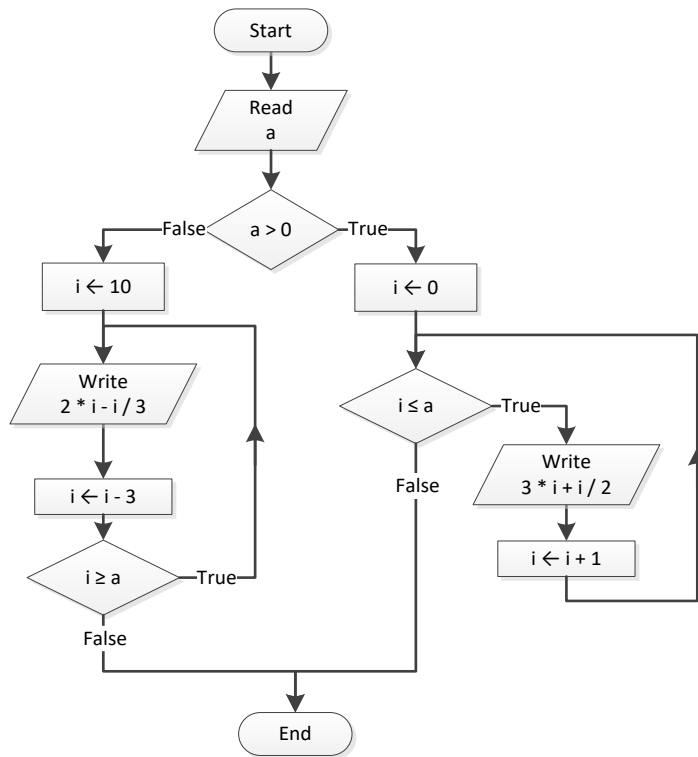 Start
Read
a
a > 0
False
True
i ← 10
i ← 0
Write
2 * i - i / 3
i ≤ a
True
Write
3 * i + i / 2
False
i ← i - 3
i ← i + 1
i ≥ a
True
False
End